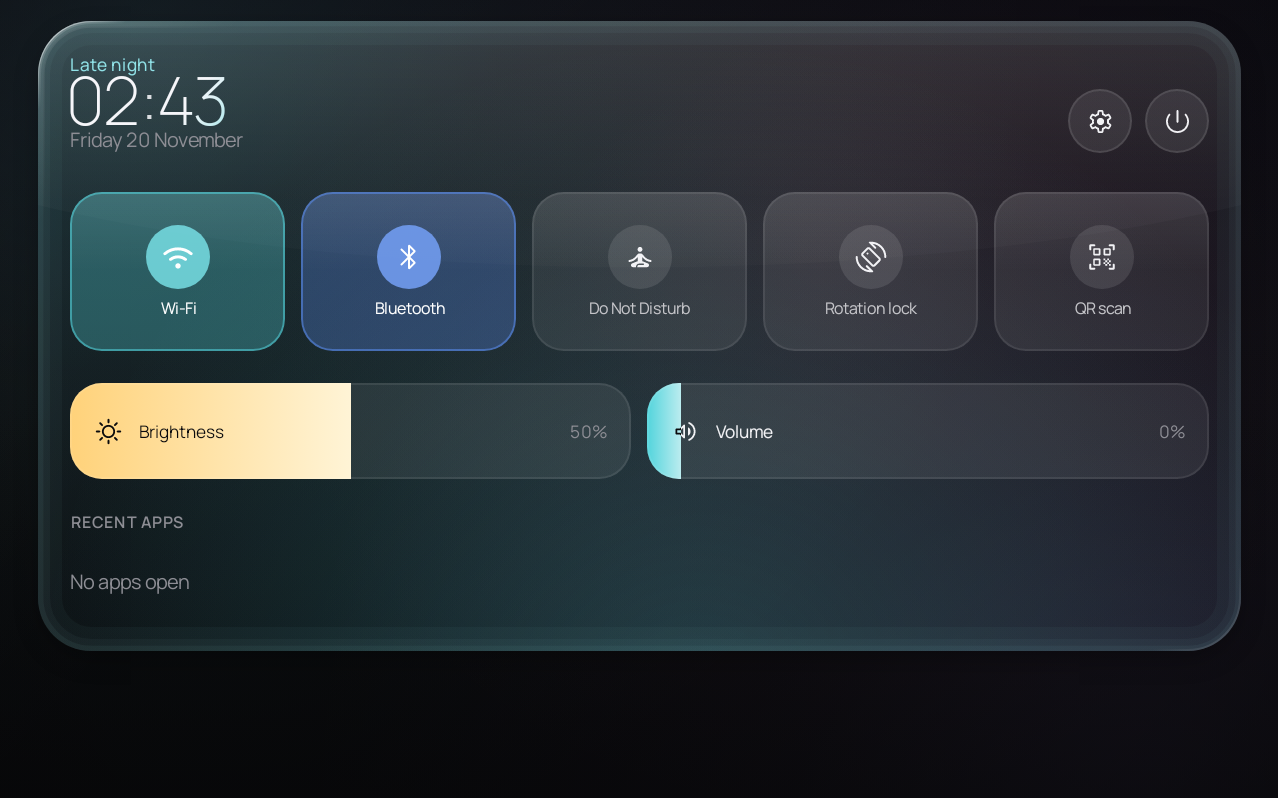 Late night
02:43
Friday 20 November
Wi-Fi
Bluetooth
Do Not Disturb
Rotation lock
QR scan
Brightness
50%
Volume
0%
RECENT APPS
No apps open